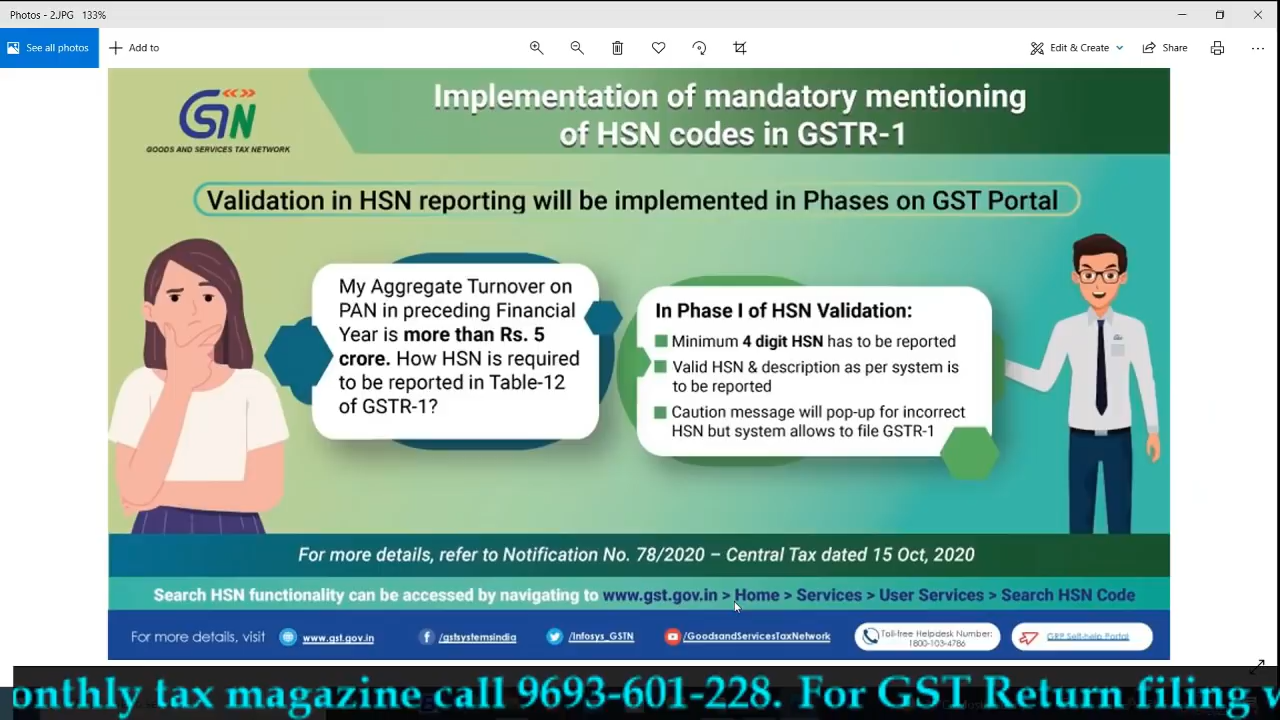 Photos - 2.JPG 133%
See all photos
Add to
Edit & Create
Share
GSTN
GOODS AND SERVICES TAX NETWORK
Implementation of mandatory mentioning
of HSN codes in GSTR-1
Validation in HSN reporting will be implemented in Phases on GST Portal
My Aggregate Turnover on
PAN in preceding Financial
Year is more than Rs. 5
crore. How HSN is required
to be reported in Table-12
of GSTR-1?
In Phase I of HSN Validation:
Minimum 4 digit HSN has to be reported
Valid HSN & description as per system is
to be reported
Caution message will pop-up for incorrect
HSN but system allows to file GSTR-1
For more details, refer to Notification No. 78/2020 – Central Tax dated 15 Oct, 2020
Search HSN functionality can be accessed by navigating to www.gst.gov.in > Home > Services > User Services > Search HSN Code
For more details, visit
www.gst.gov.in
/gstsystemsindia
/Infosys_GSTN
/GoodsandServicesTaxNetwork
Toll-free Helpdesk Number:
1800-103-4786
GRP Self-help Portal
onthly tax magazine call 9693-601-228. For GST Return filing